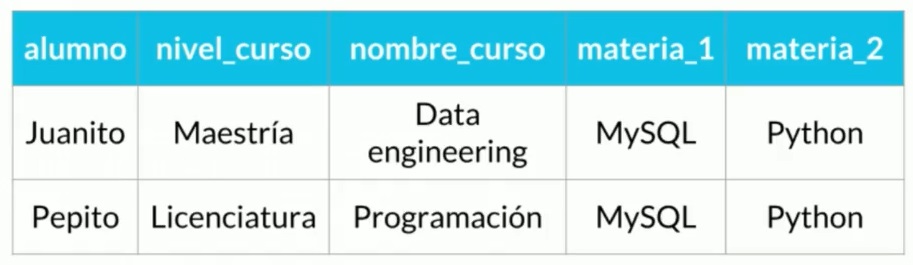 alumno nivel_curso nombre_curso materia_1 materia_2
Juanito Maestría Data engineering MySQL Python
Pepito Licenciatura Programación MySQL Python